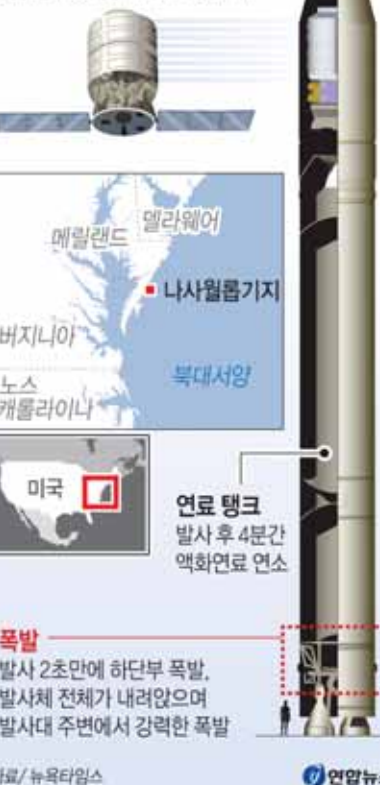 델라웨어
메릴랜드
나사월롭기지
버지니아
북대서양
노스
캐롤라이나
미국
연료 탱크
발사 후 4분간
액화연료 연소
폭발
발사 2초만에 하단부 폭발,
발사체 전체가 내려앉으며
발사대 주변에서 강력한 폭발
자료/ 뉴욕타임스
연합뉴스